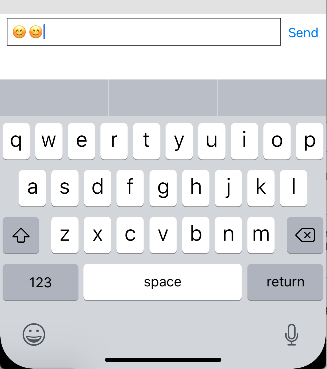 😊😊 Send
q w e r t y u i o p
a s d f g h j k l
z x c v b n m
123 space return